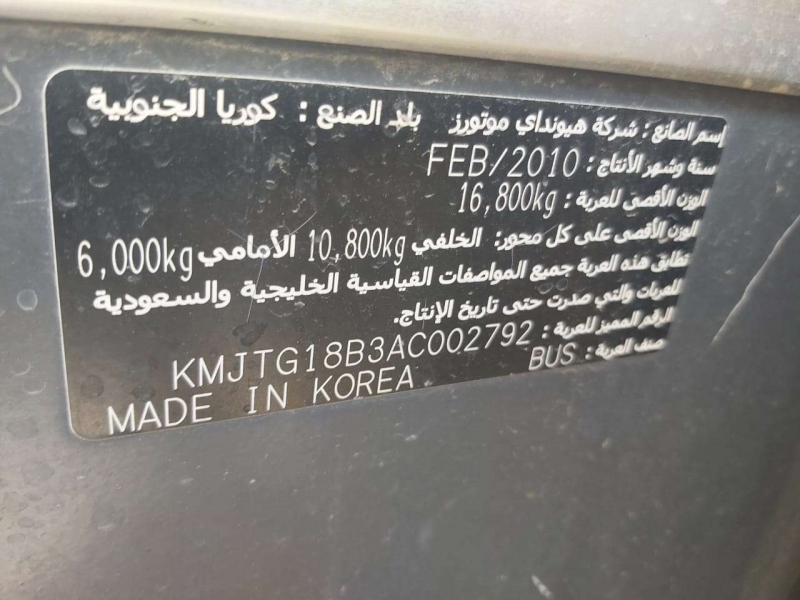 إسم الصانع : شركة هيونداي موتورز بلد الصنع : كوريا الجنوبية
سنة وشهر الأنتاج : FEB/2010
الوزن الأقصى للعربة : 16,800kg
الوزن الأقصى على كل محور: الخلفي 10,800kg الأمامي 6,000kg
تطابق هذه العربة جميع المواصفات القياسية الخليجية والسعودية
للعربات والتي صدرت حتى تاريخ الإنتاج.
الرقم المميز للعربة : KMJTG18B3AC002792
صنف العربة : BUS
MADE IN KOREA